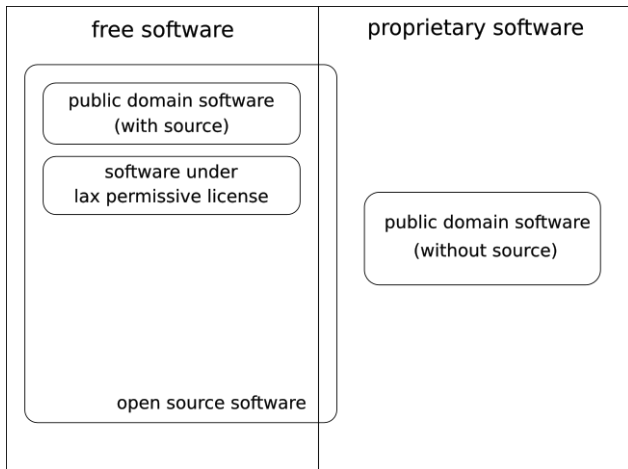 free software
proprietary software
public domain software
(with source)
software under
lax permissive license
public domain software
(without source)
open source software